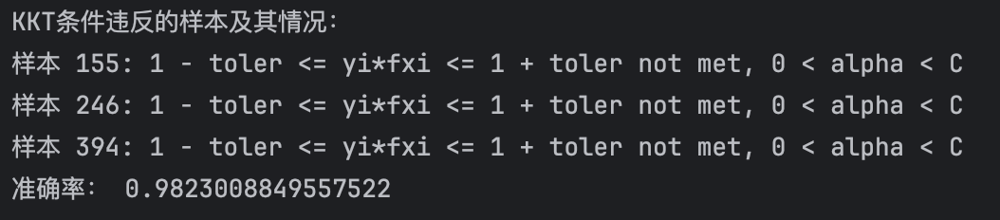 KKT条件违反的样本及其情况:
样本 155: 1 - toler <= yi*fxi <= 1 + toler not met, 0 < alpha < C
样本 246: 1 - toler <= yi*fxi <= 1 + toler not met, 0 < alpha < C
样本 394: 1 - toler <= yi*fxi <= 1 + toler not met, 0 < alpha < C
准确率: 0.9823008849557522